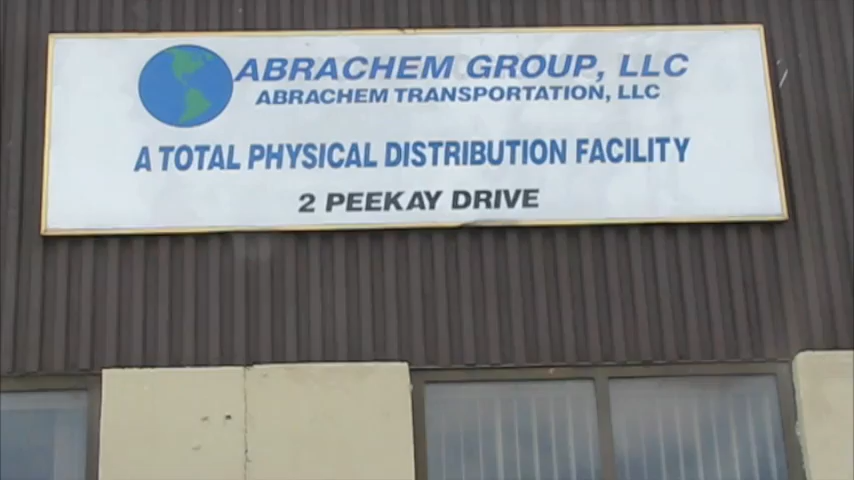 ABRACHEM GROUP, LLC
ABRACHEM TRANSPORTATION, LLC
A TOTAL PHYSICAL DISTRIBUTION FACILITY
2 PEEKAY DRIVE